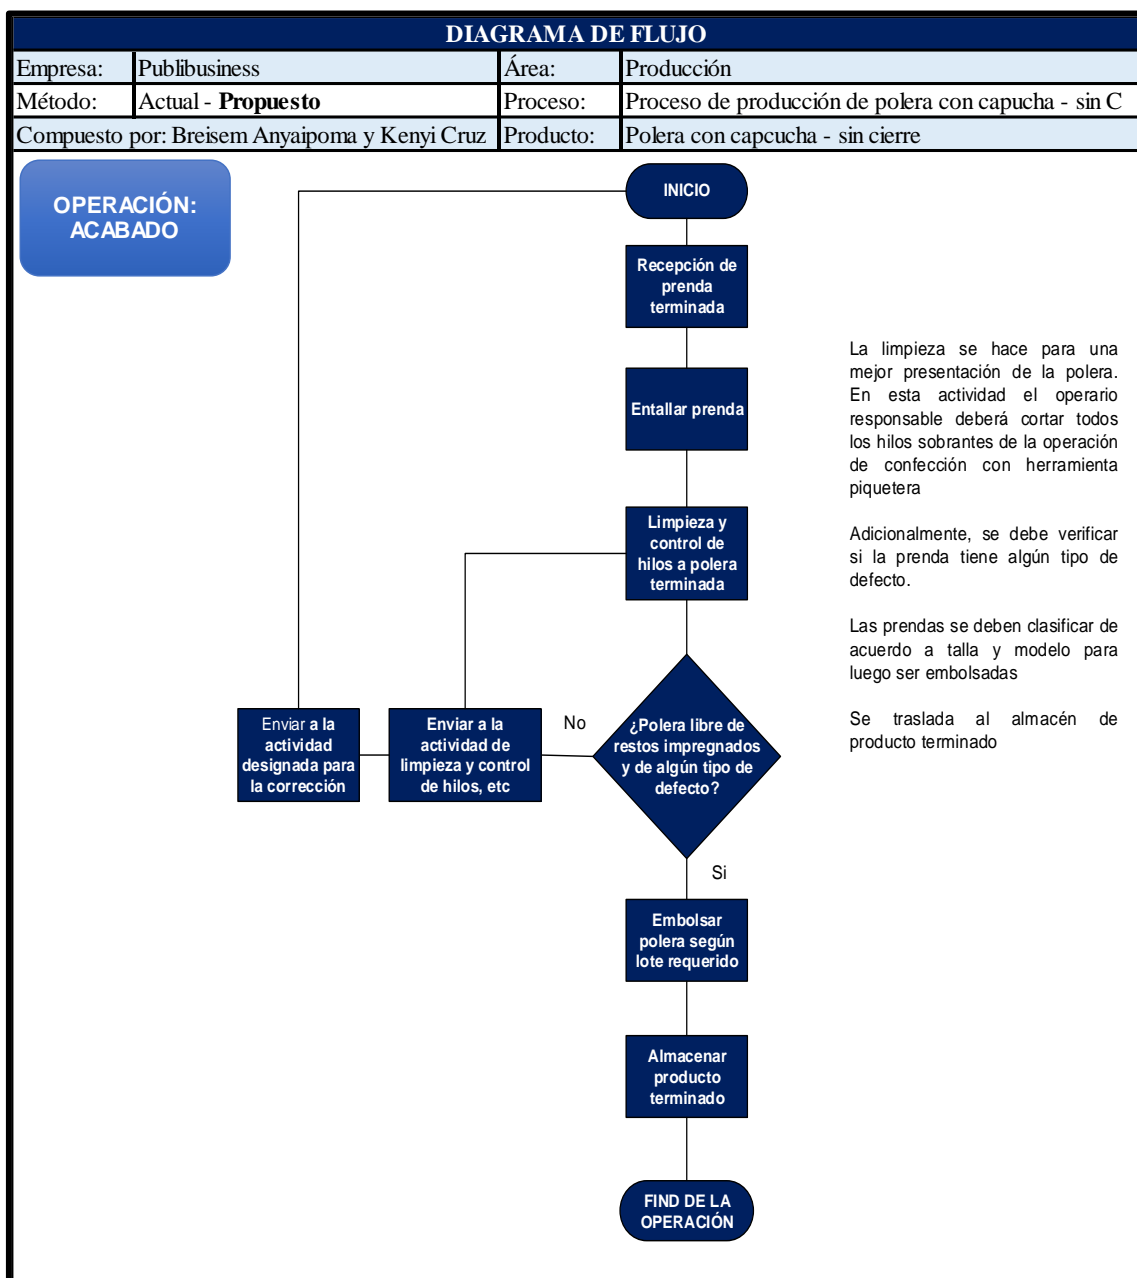 DIAGRAMA DE FLUJO
Empresa: Publibusiness Área: Producción
Método: Actual - Propuesto Proceso: Proceso de producción de polera con capucha - sin C
Compuesto por: Breisem Anyaipoma y Kenyi Cruz Producto: Polera con capcucha - sin cierre
OPERACIÓN:
ACABADO
INICIO
Recepción de
prenda
terminada
Entallar prenda
Limpieza y
control de
hilos a polera
terminada
¿Polera libre de
restos impregnados
y de algún tipo de
defecto?
No
Enviar a la
actividad de
limpieza y control
de hilos, etc
Enviar a la
actividad
designada para
la corrección
Si
Embolsar
polera según
lote requerido
Almacenar
producto
terminado
FIND DE LA
OPERACIÓN
La limpieza se hace para una
mejor presentación de la polera.
En esta actividad el operario
responsable deberá cortar todos
los hilos sobrantes de la operación
de confección con herramienta
piquetera
Adicionalmente, se debe verificar
si la prenda tiene algún tipo de
defecto.
Las prendas se deben clasificar de
acuerdo a talla y modelo para
luego ser embolsadas
Se traslada al almacén de
producto terminado